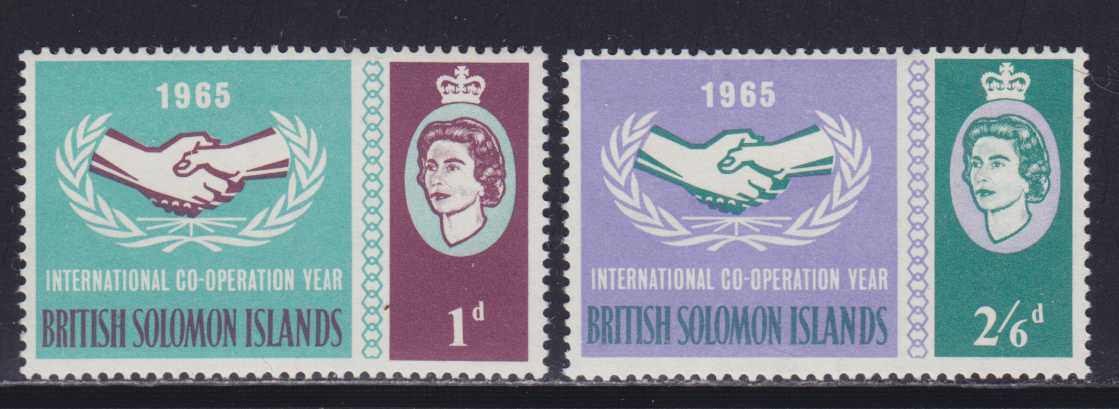 1965
INTERNATIONAL CO-OPERATION YEAR
BRITISH SOLOMON ISLANDS
1d
1965
INTERNATIONAL CO-OPERATION YEAR
BRITISH SOLOMON ISLANDS
2/6d